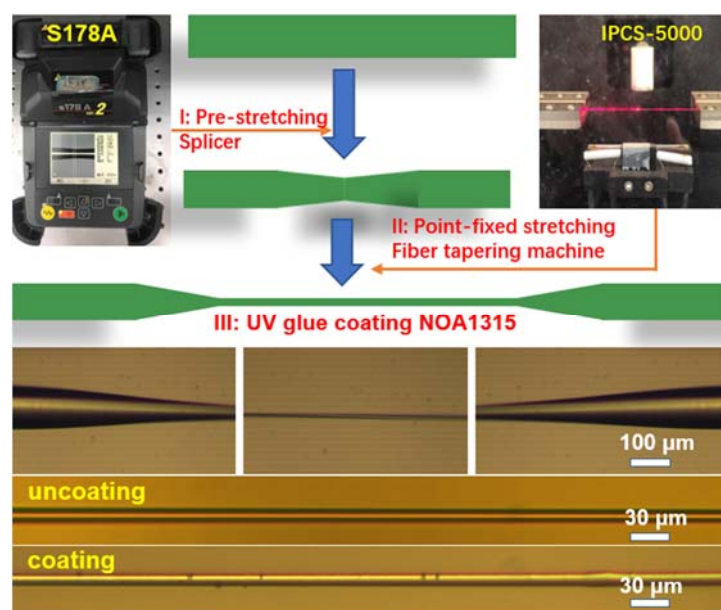 S178A
IPCS-5000
S178A
I: Pre-stretching
Splicer
II: Point-fixed stretching
Fiber tapering machine
III: UV glue coating NOA1315
100 μm
uncoating
30 μm
coating
30 μm